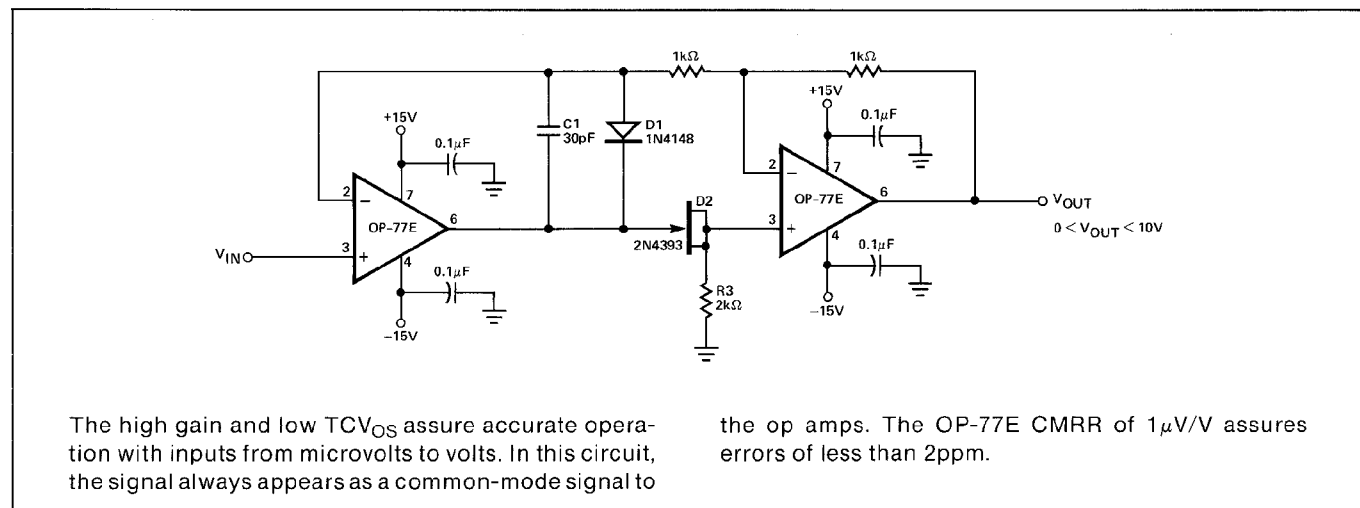 1kΩ
1kΩ
+15V
0.1μF
C1
30pF
D1
1N4148
+15V
0.1μF
2
7
OP-77E
6
3
4
VIN
0.1μF
−15V
D2
2N4393
R3
2kΩ
2
7
OP-77E
6
3
4
VOUT
0 < VOUT < 10V
0.1μF
−15V
The high gain and low TCVOS assure accurate opera-
tion with inputs from microvolts to volts. In this circuit,
the signal always appears as a common-mode signal to
the op amps. The OP-77E CMRR of 1μV/V assures
errors of less than 2ppm.